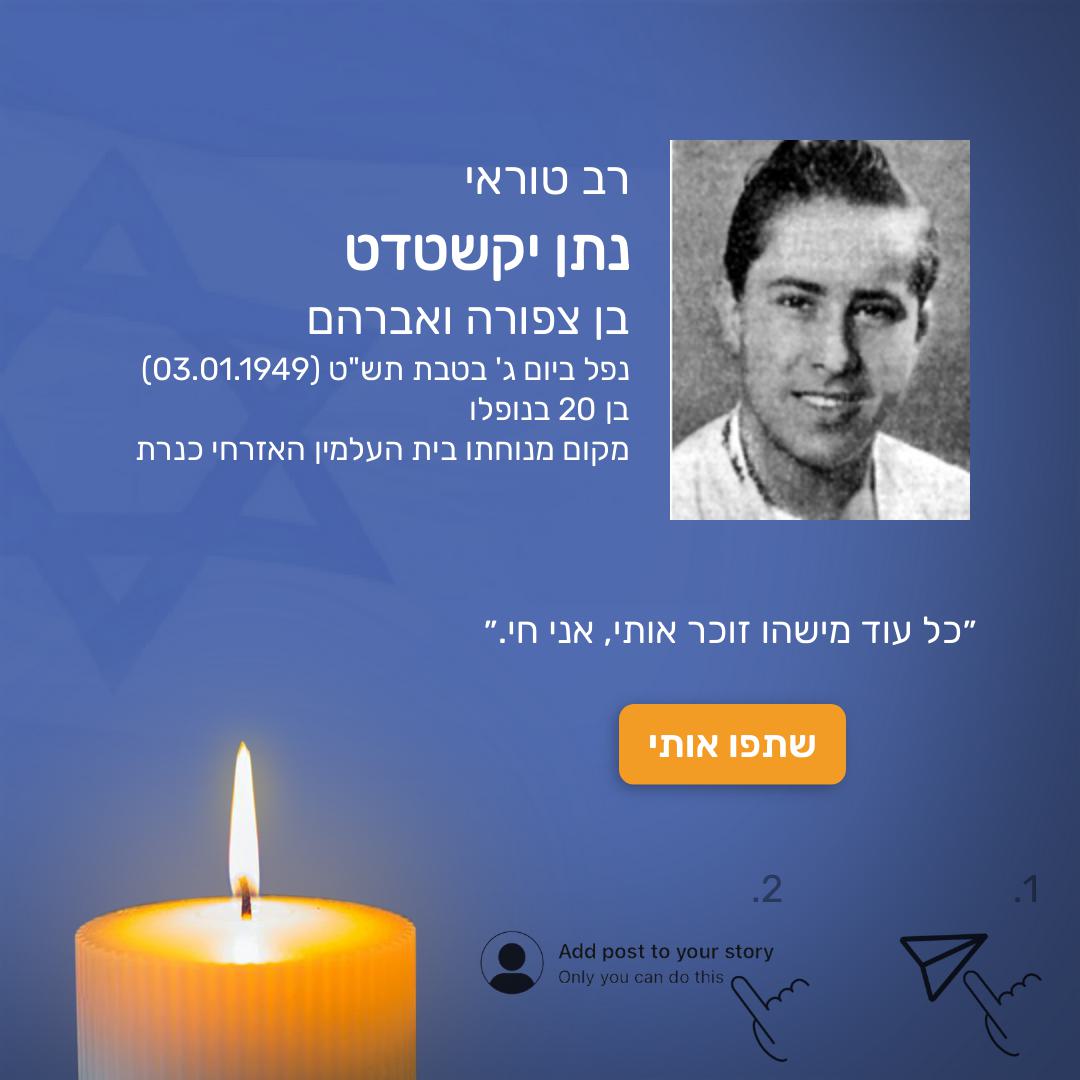 רב טוראי
נתן יקשטדט
בן צפורה ואברהם
נפל ביום ג' בטבת תש"ט (03.01.1949)
בן 20 בנופלו
מקום מנוחתו בית העלמין האזרחי כנרת
״כל עוד מישהו זוכר אותי, אני חי.״
שתפו אותי
1.
2.
Add post to your story
Only you can do this